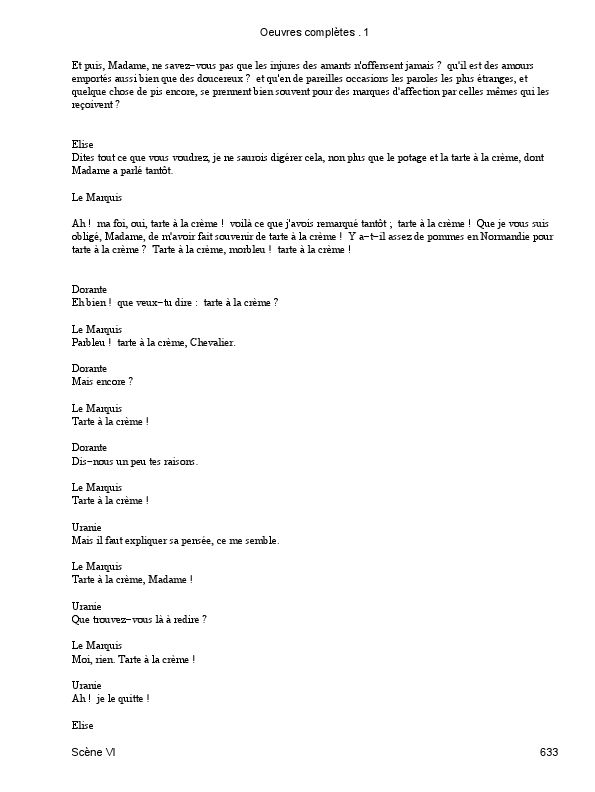 Oeuvres complètes . 1
Et puis, Madame, ne savez−vous pas que les injures des amants n'offensent jamais ?  qu'il est des amours
emportés aussi bien que des doucereux ?  et qu'en de pareilles occasions les paroles les plus étranges, et
quelque chose de pis encore, se prennent bien souvent pour des marques d'affection par celles mêmes qui les
reçoivent ?
Elise
Dites tout ce que vous voudrez, je ne saurois digérer cela, non plus que le potage et la tarte à la crème, dont
Madame a parlé tantôt.
Le Marquis
Ah !  ma foi, oui, tarte à la crème !  voilà ce que j'avois remarqué tantôt ;  tarte à la crème !  Que je vous suis
obligé, Madame, de m'avoir fait souvenir de tarte à la crème !  Y a−t−il assez de pommes en Normandie pour
tarte à la crème ?  Tarte à la crème, morbleu !  tarte à la crème !
Dorante
Eh bien !  que veux−tu dire :  tarte à la crème ?
Le Marquis
Parbleu !  tarte à la crème, Chevalier.
Dorante
Mais encore ?
Le Marquis
Tarte à la crème !
Dorante
Dis−nous un peu tes raisons.
Le Marquis
Tarte à la crème !
Uranie
Mais il faut expliquer sa pensée, ce me semble.
Le Marquis
Tarte à la crème, Madame !
Uranie
Que trouvez−vous là à redire ?
Le Marquis
Moi, rien. Tarte à la crème !
Uranie
Ah !  je le quitte !
Elise
Scène VI 633